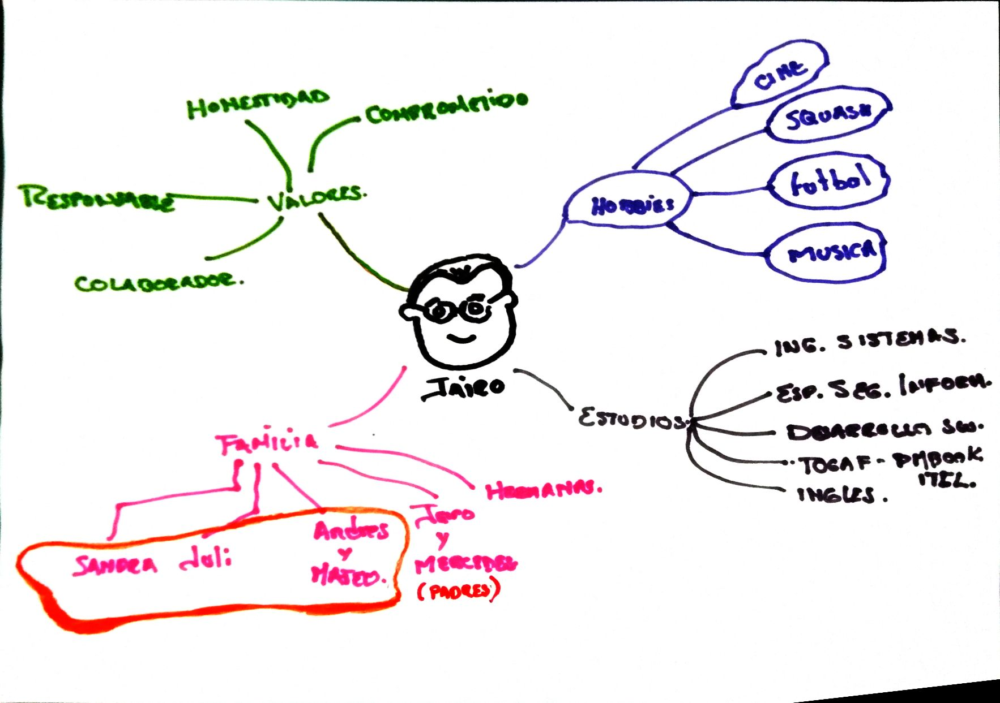 HONESTIDAD
COMPROMETIDO
RESPONSABLE
VALORES.
COLABORADOR.
CINE
SQUASH
futbol
HOBBIES
MUSICA
JAIRO
ESTUDIOS.
ING. SISTEMAS.
ESP. SEG. INFORM.
DESARROLLO SW.
TOGAF - PMBOOK
ITIL.
INGLES.
FAMILIA
HERMANAS.
SANDRA
Juli
Andres
y
MATEO.
Jairo
y
MERCEDES
(PADRES)